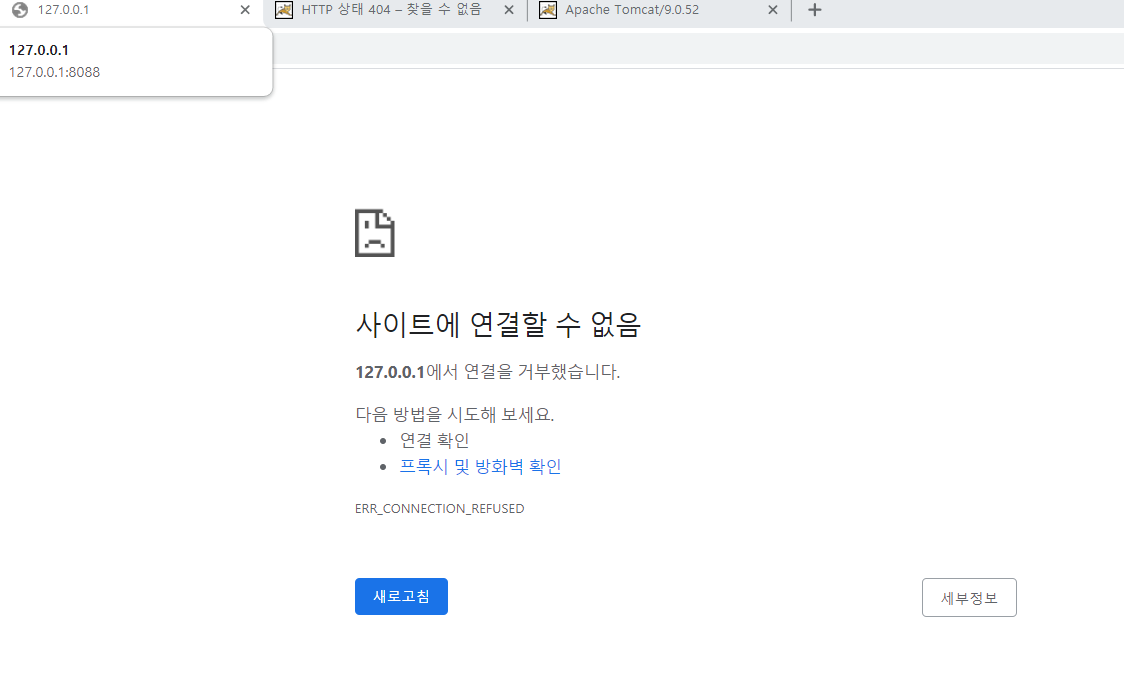 127.0.0.1
HTTP 상태 404 – 찾을 수 없음
Apache Tomcat/9.0.52
127.0.0.1
127.0.0.1:8088
사이트에 연결할 수 없음
127.0.0.1에서 연결을 거부했습니다.
다음 방법을 시도해 보세요.
연결 확인
프록시 및 방화벽 확인
ERR_CONNECTION_REFUSED
새로고침
세부정보